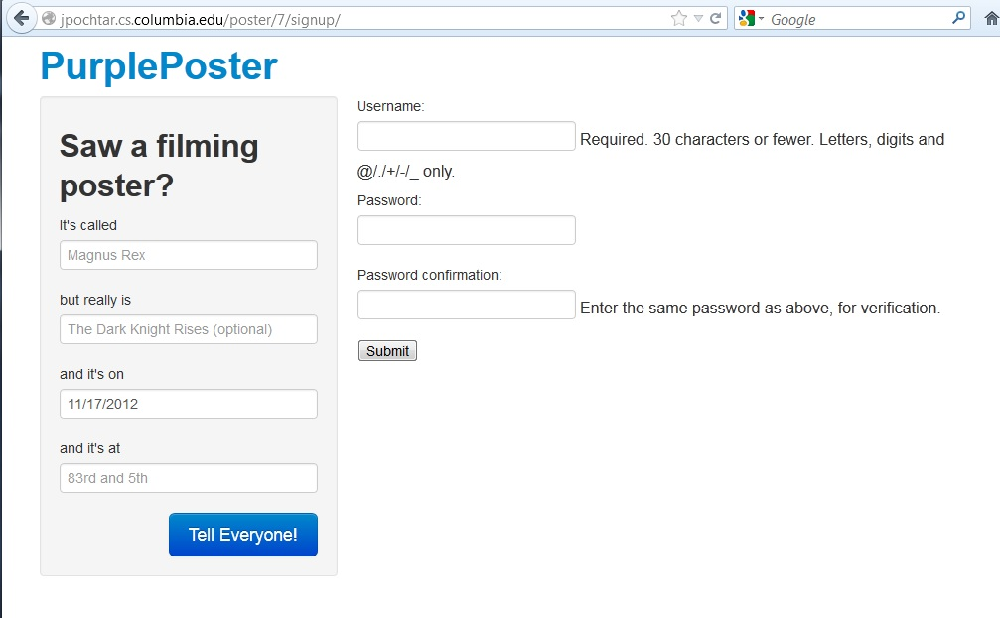 jpochtar.cs.columbia.edu/poster/7/signup/
Google
PurplePoster
Saw a filming
poster?
It's called
Magnus Rex
but really is
The Dark Knight Rises (optional)
and it's on
11/17/2012
and it's at
83rd and 5th
Tell Everyone!
Username:
Required. 30 characters or fewer. Letters, digits and
@/./+/-/_ only.
Password:
Password confirmation:
Enter the same password as above, for verification.
Submit